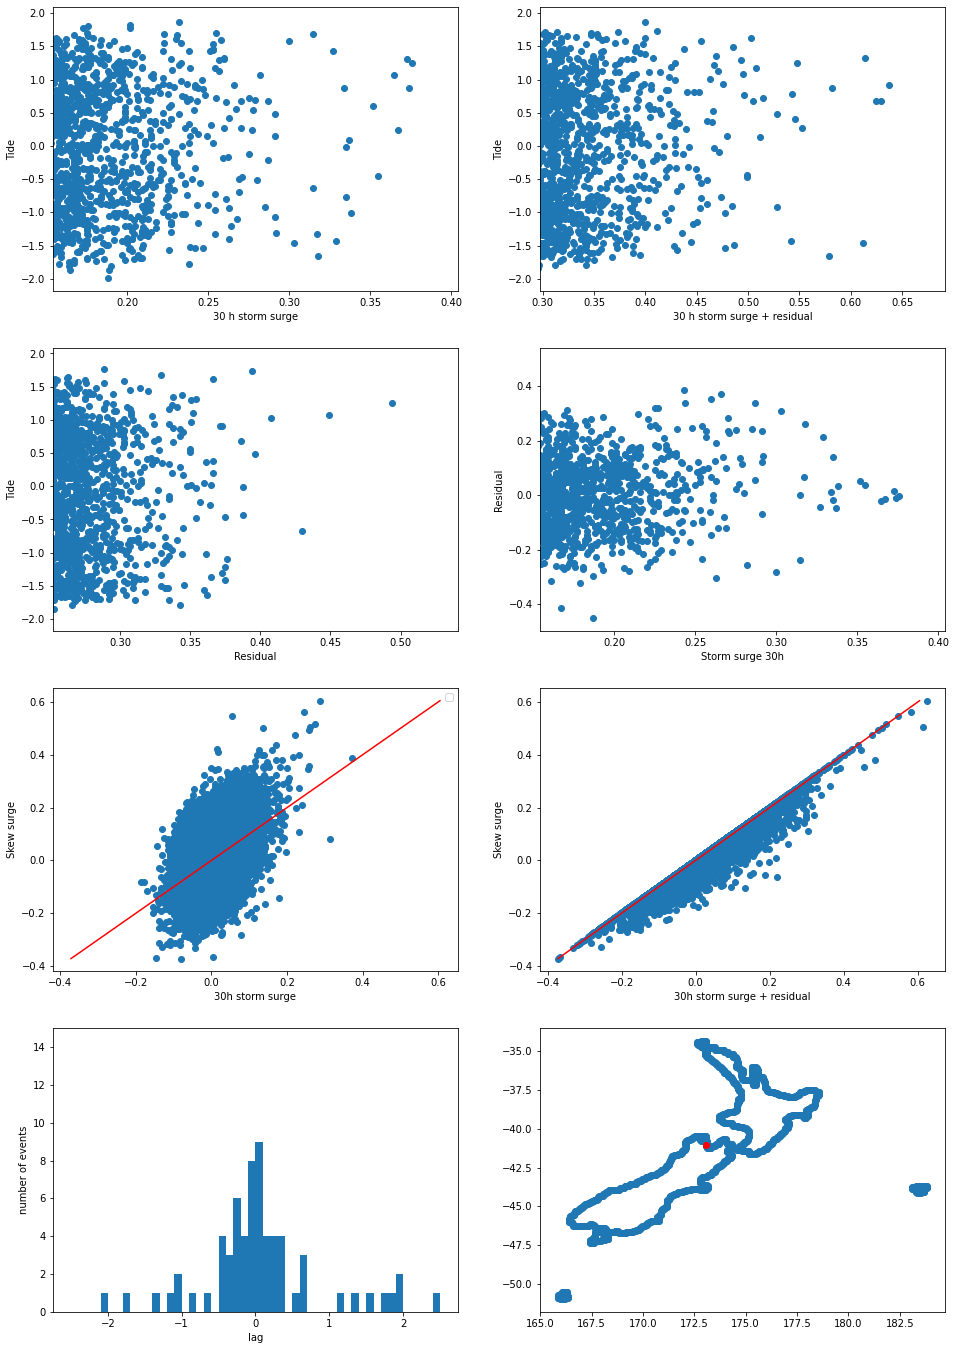 2.0
1.5
1.0
0.5
0.0
−0.5
−1.0
−1.5
−2.0
Tide
0.20 0.25 0.30 0.35 0.40
30 h storm surge
2.0
1.5
1.0
0.5
0.0
−0.5
−1.0
−1.5
−2.0
Tide
0.30 0.35 0.40 0.45 0.50 0.55 0.60 0.65
30 h storm surge + residual
2.0
1.5
1.0
0.5
0.0
−0.5
−1.0
−1.5
−2.0
Tide
0.30 0.35 0.40 0.45 0.50
Residual
0.4
0.2
0.0
−0.2
−0.4
Residual
0.20 0.25 0.30 0.35 0.40
Storm surge 30h
0.6
0.4
0.2
0.0
−0.2
−0.4
Skew surge
−0.4 −0.2 0.0 0.2 0.4 0.6
30h storm surge
0.6
0.4
0.2
0.0
−0.2
−0.4
Skew surge
−0.4 −0.2 0.0 0.2 0.4 0.6
30h storm surge + residual
14
12
10
8
6
4
2
0
number of events
−2 −1 0 1 2
lag
−35.0
−37.5
−40.0
−42.5
−45.0
−47.5
−50.0
165.0 167.5 170.0 172.5 175.0 177.5 180.0 182.5